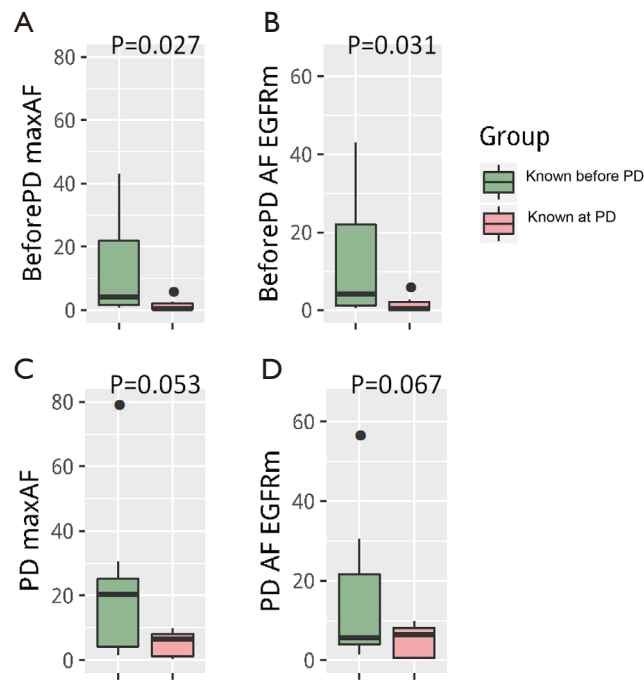 A
P=0.027
BeforePD maxAF
80
60
40
20
0
B
P=0.031
BeforePD AF EGFRm
60
40
20
0
Group
Known before PD
Known at PD
C
P=0.053
PD maxAF
80
60
40
20
0
D
P=0.067
PD AF EGFRm
60
40
20
0